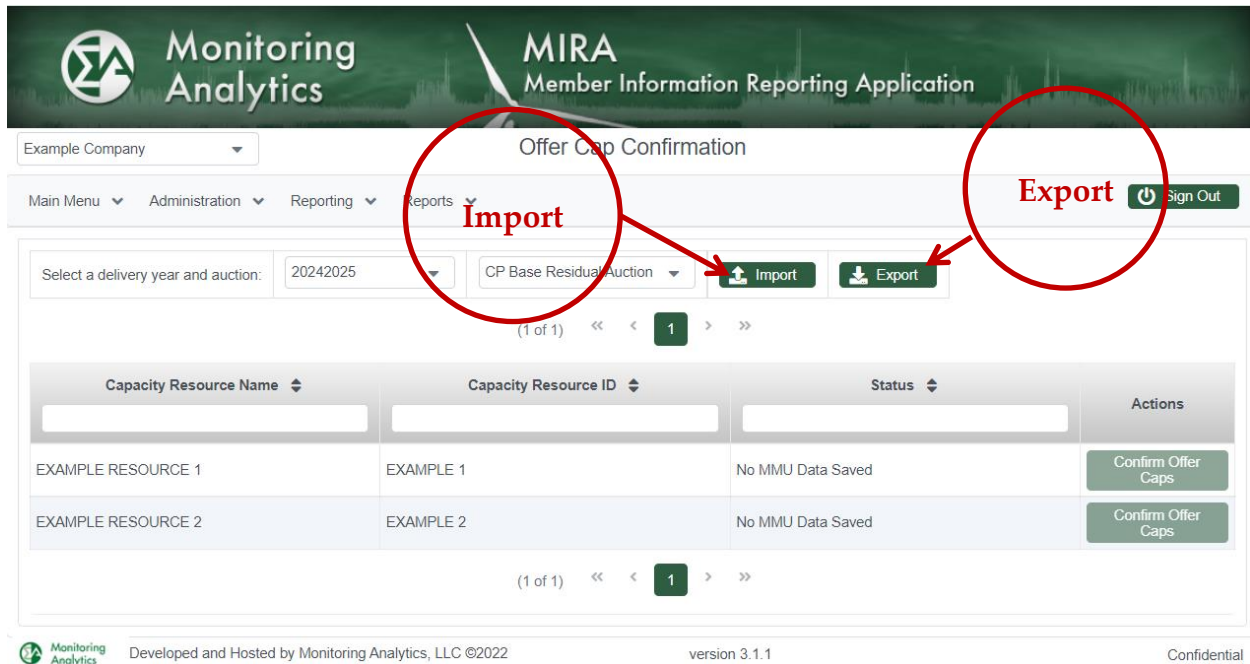 Monitoring
Analytics
MIRA
Member Information Reporting Application
Example Company
Offer Cap Confirmation
Main Menu
Administration
Reporting
Reports
Import
Export
Sign Out
Select a delivery year and auction:
20242025
CP Base Residual Auction
Import
Export
(1 of 1) « < 1 > »
Capacity Resource Name
Capacity Resource ID
Status
Actions
EXAMPLE RESOURCE 1
EXAMPLE 1
No MMU Data Saved
Confirm Offer
Caps
EXAMPLE RESOURCE 2
EXAMPLE 2
No MMU Data Saved
Confirm Offer
Caps
(1 of 1) « < 1 > »
Monitoring
Analytics
Developed and Hosted by Monitoring Analytics, LLC ©2022
version 3.1.1
Confidential